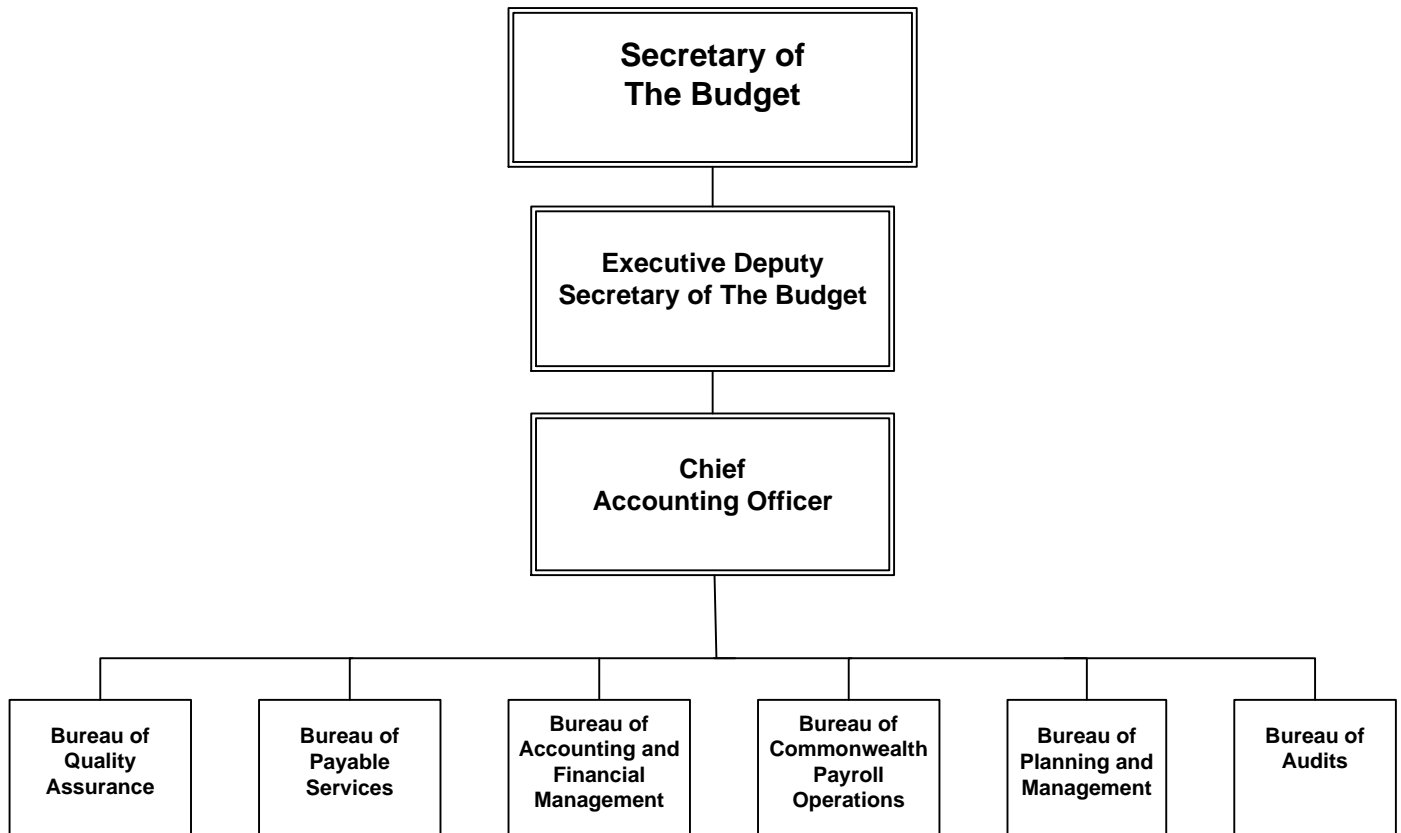 Secretary of
The Budget
Executive Deputy
Secretary of The Budget
Chief
Accounting Officer
Bureau of
Quality
Assurance
Bureau of
Payable
Services
Bureau of
Accounting and
Financial
Management
Bureau of
Commonwealth
Payroll
Operations
Bureau of
Planning and
Management
Bureau of
Audits